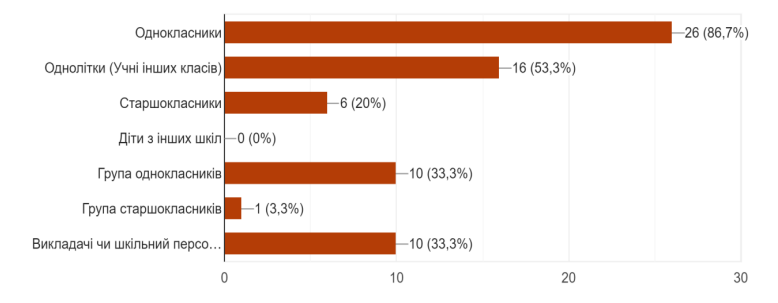 Однокласники 26 (86,7%)
Однолітки (Учні інших класів) 16 (53,3%)
Старшокласники 6 (20%)
Діти з інших шкіл 0 (0%)
Група однокласників 10 (33,3%)
Група старшокласників 1 (3,3%)
Викладачі чи шкільний персо… 10 (33,3%)
0 10 20 30